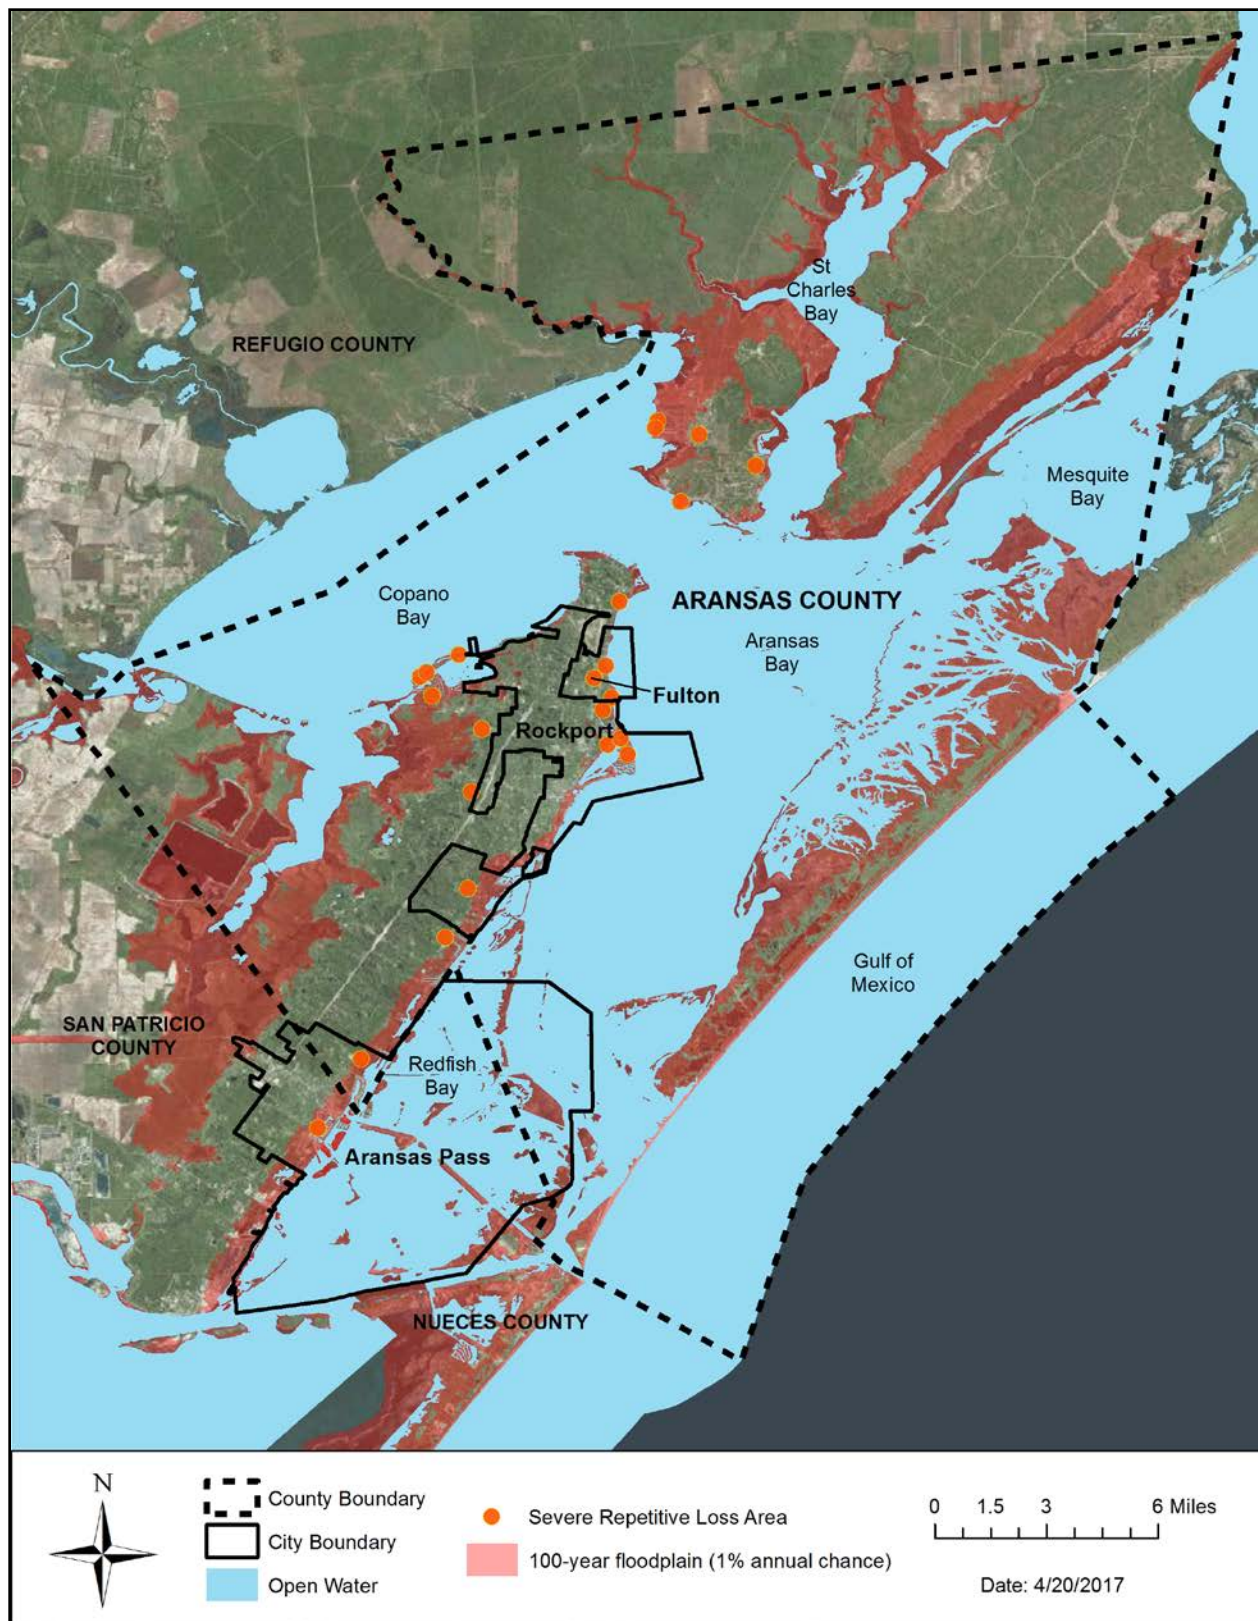 St
Charles
Bay
REFUGIO COUNTY
Mesquite
Bay
Copano
Bay
ARANSAS COUNTY
Aransas
Bay
Fulton
Rockport
Gulf of
Mexico
SAN PATRICIO
COUNTY
Redfish
Bay
Aransas Pass
NUECES COUNTY
N
County Boundary
City Boundary
Open Water
Severe Repetitive Loss Area
100-year floodplain (1% annual chance)
0 1.5 3 6 Miles
Date: 4/20/2017